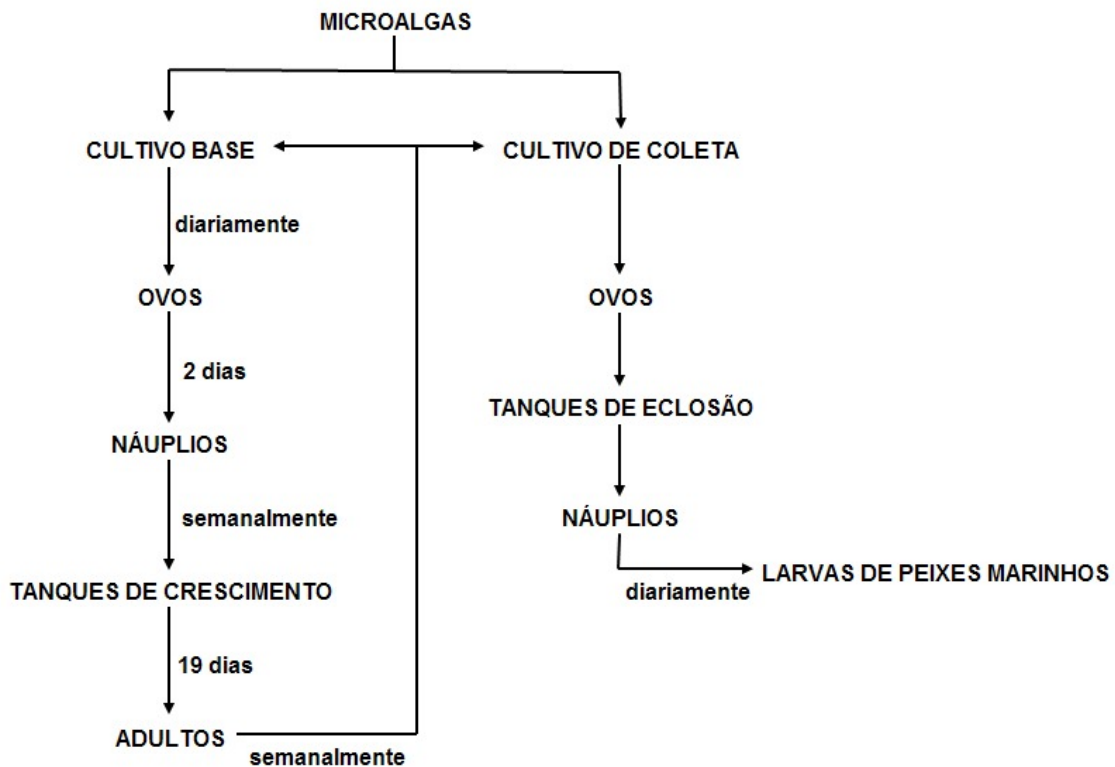 MICROALGAS
CULTIVO BASE
CULTIVO DE COLETA
diariamente
OVOS
OVOS
2 dias
TANQUES DE ECLOSÃO
NÁUPLIOS
semanalmente
NÁUPLIOS
TANQUES DE CRESCIMENTO
diariamente
LARVAS DE PEIXES MARINHOS
19 dias
ADULTOS
semanalmente